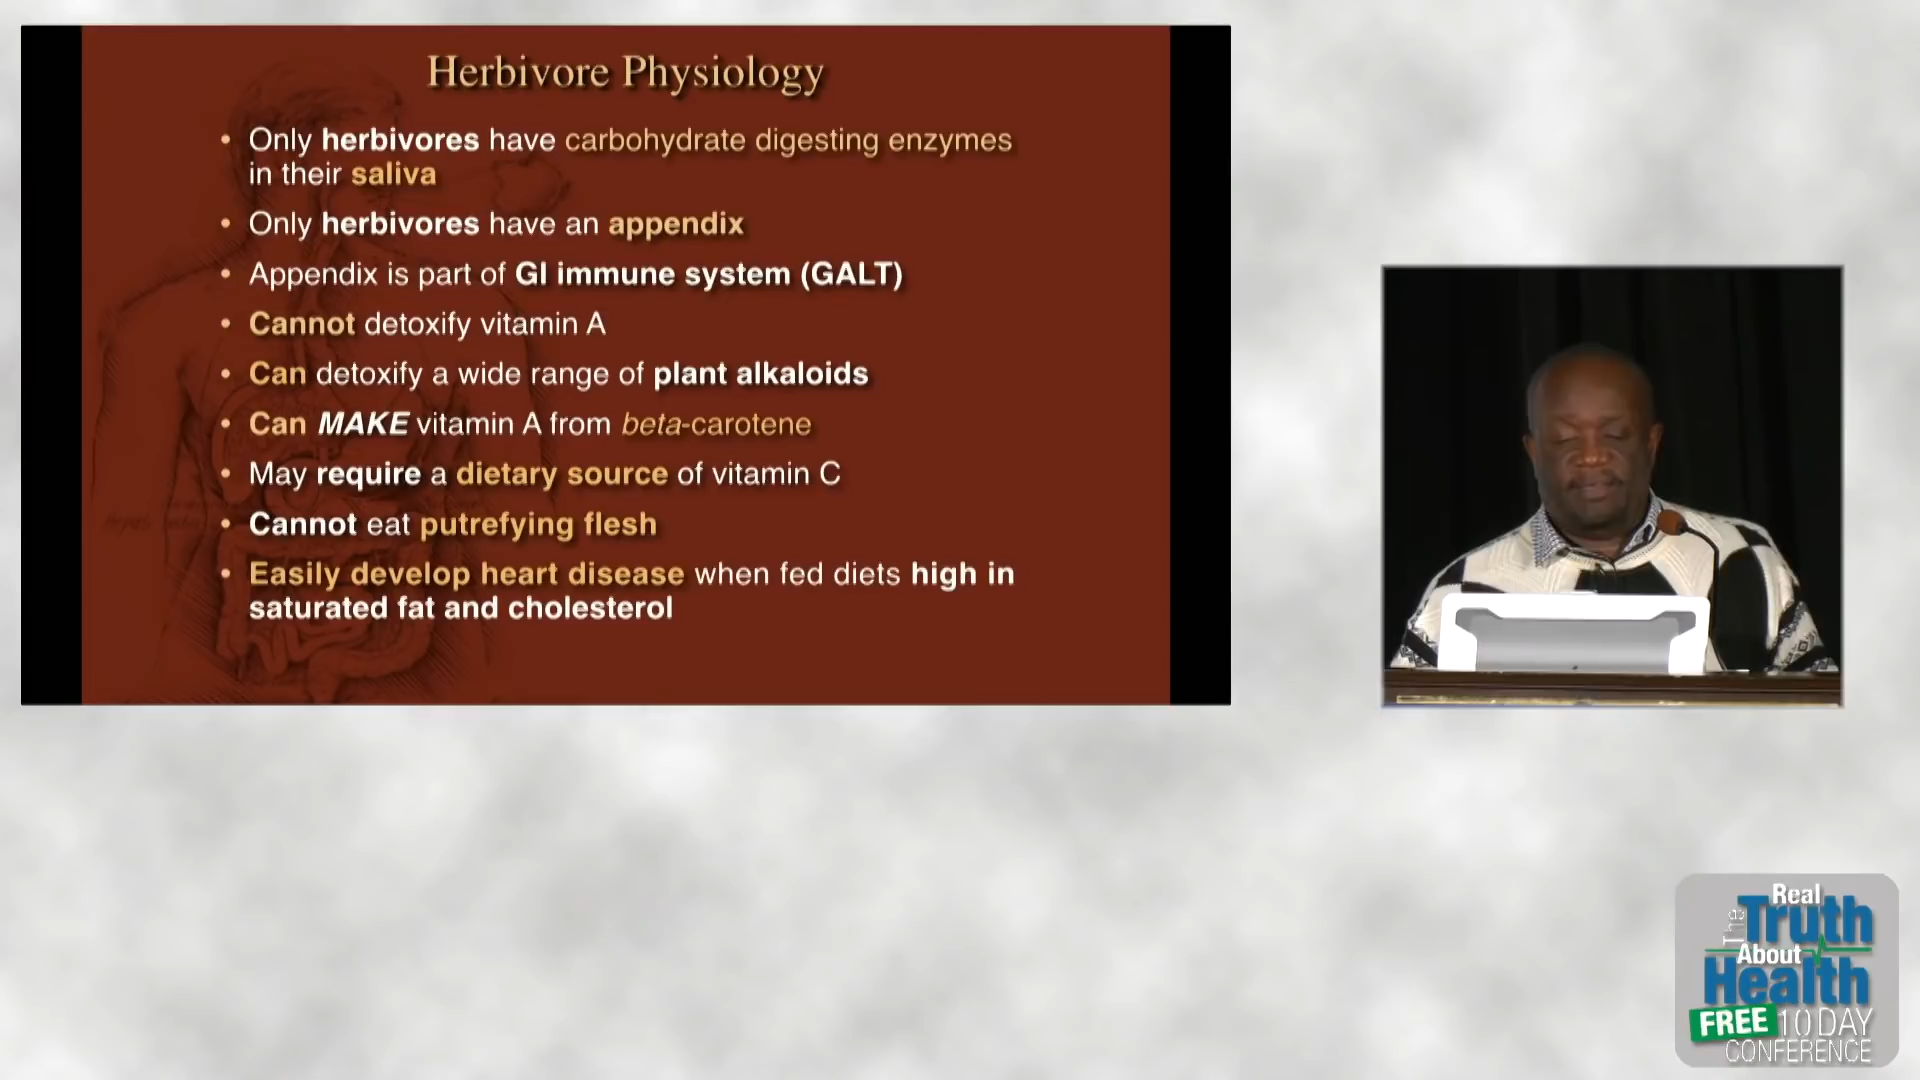 Herbivore Physiology
• Only herbivores have carbohydrate digesting enzymes
in their saliva
• Only herbivores have an appendix
• Appendix is part of GI immune system (GALT)
• Cannot detoxify vitamin A
• Can detoxify a wide range of plant alkaloids
• Can MAKE vitamin A from beta-carotene
• May require a dietary source of vitamin C
• Cannot eat putrefying flesh
• Easily develop heart disease when fed diets high in
saturated fat and cholesterol
The Real
Truth
About
Health
FREE 10 DAY
CONFERENCE